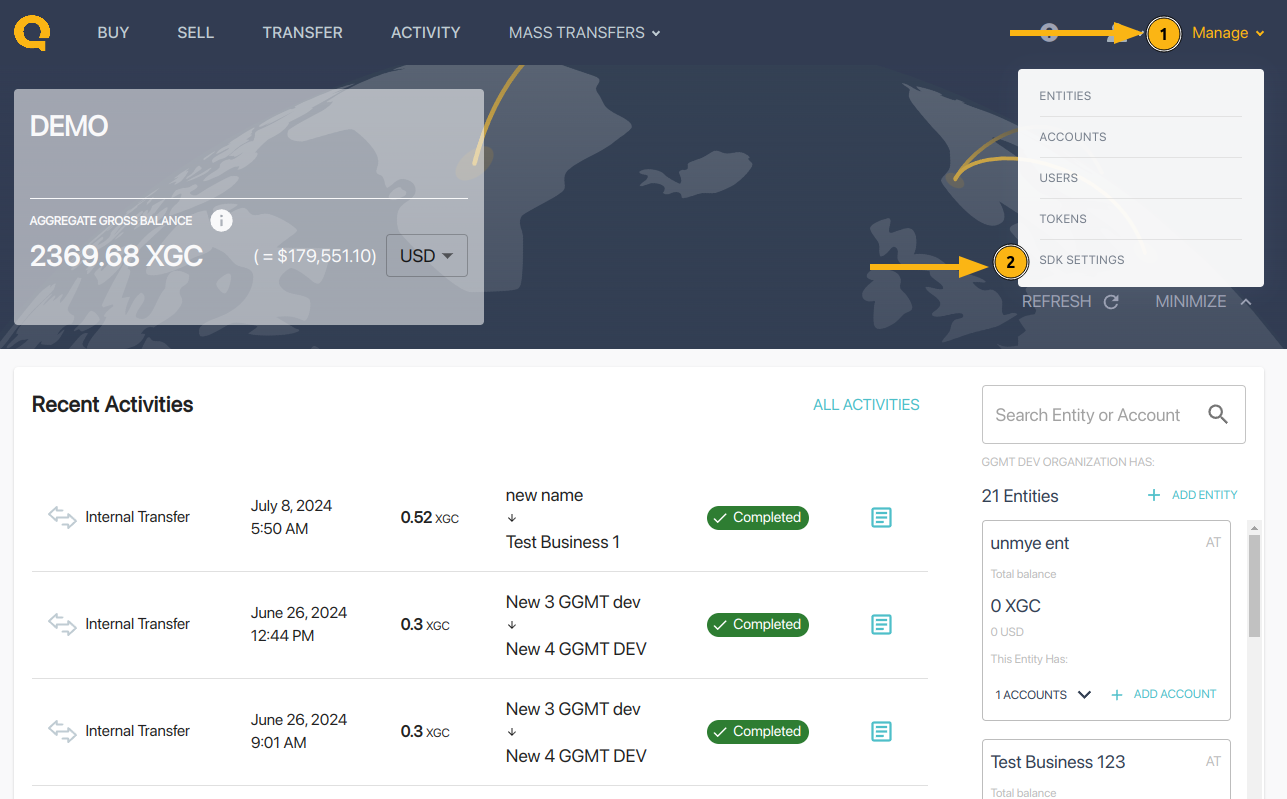 BUY SELL TRANSFER ACTIVITY MASS TRANSFERS 1 Manage
ENTITIES
ACCOUNTS
USERS
TOKENS
2 SDK SETTINGS
REFRESH MINIMIZE
DEMO
AGGREGATE GROSS BALANCE i
2369.68 XGC ( = $179,551.10) USD
Recent Activities ALL ACTIVITIES
Internal Transfer
July 8, 2024
5:50 AM
0.52 XGC
new name
↓
Test Business 1
Completed
Internal Transfer
June 26, 2024
12:44 PM
0.3 XGC
New 3 GGMT dev
↓
New 4 GGMT DEV
Completed
Internal Transfer
June 26, 2024
9:01 AM
0.3 XGC
New 3 GGMT dev
↓
New 4 GGMT DEV
Completed
Search Entity or Account
GGMT DEV ORGANIZATION HAS:
21 Entities + ADD ENTITY
unmye ent AT
Total balance
0 XGC
0 USD
This Entity Has:
1 ACCOUNTS + ADD ACCOUNT
Test Business 123 AT
Total balance